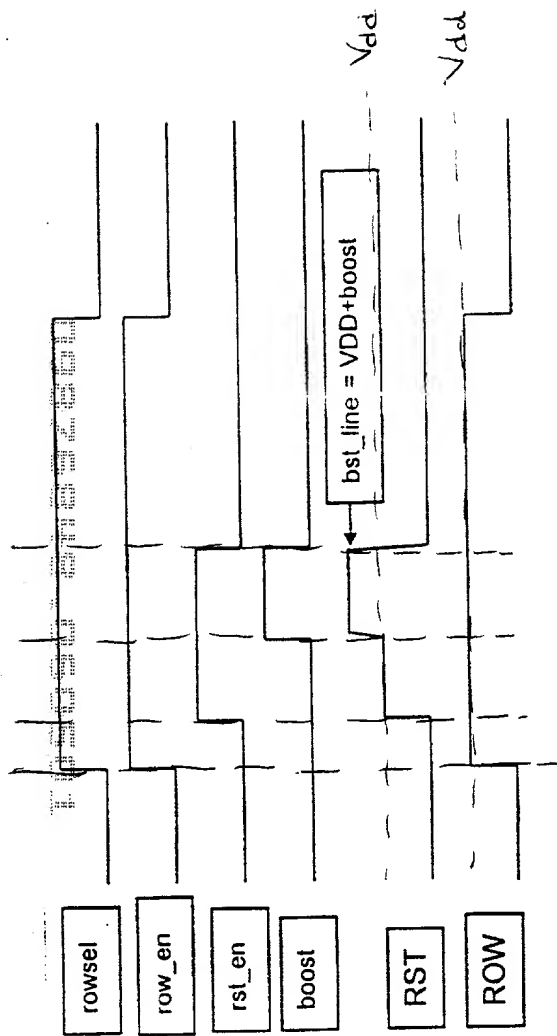 rowsel
row_en
rst_en
boost
RST
ROW
bst_line = VDD+boost
Vdd
Vdd